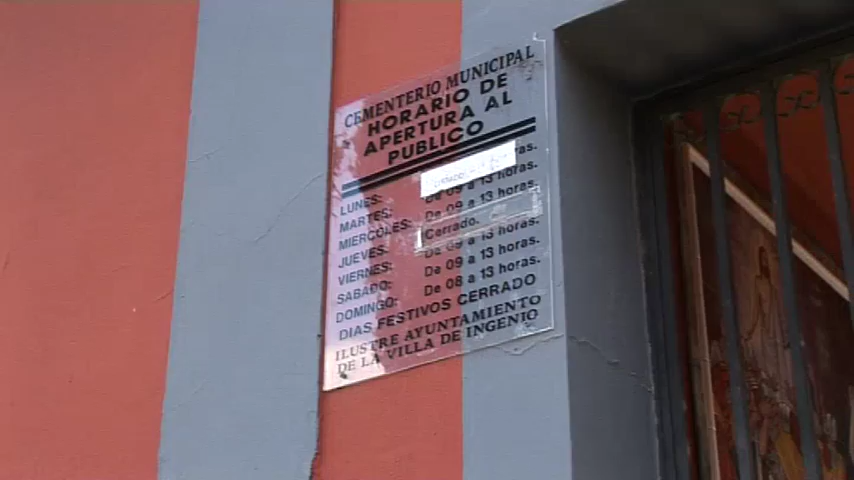 CEMENTERIO MUNICIPAL
HORARIO DE
APERTURA AL
PUBLICO
LUNES: ras.
MARTES: De 09 a 13 horas.
MIERCOLES: De 09 a 13 horas.
JUEVES: Cerrado.
VIERNES: De 09 a 13 horas.
SABADO: De 09 a 13 horas.
DOMINGO: De 08 a 13 horas.
DIAS FESTIVOS CERRADO
ILUSTRE AYUNTAMIENTO
DE LA VILLA DE INGENIO